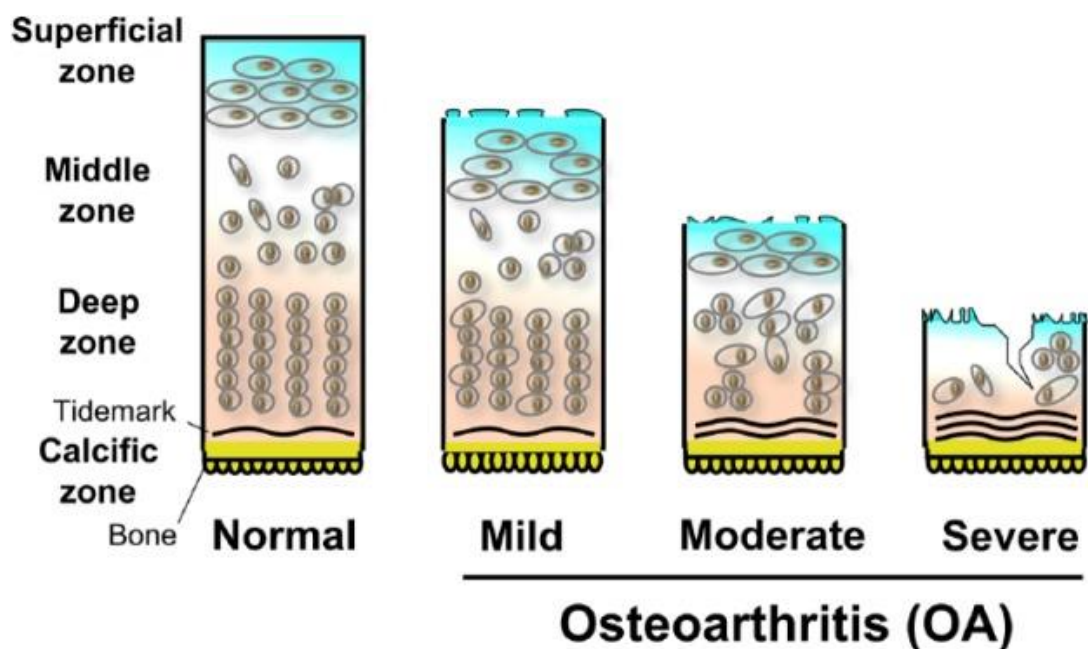 Superficial
zone
Middle
zone
Deep
zone
Tidemark
Calcific
zone
Bone
Normal
Mild
Moderate
Severe
Osteoarthritis (OA)